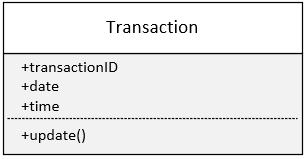 Transaction
+transactionID
+date
+time
+update()